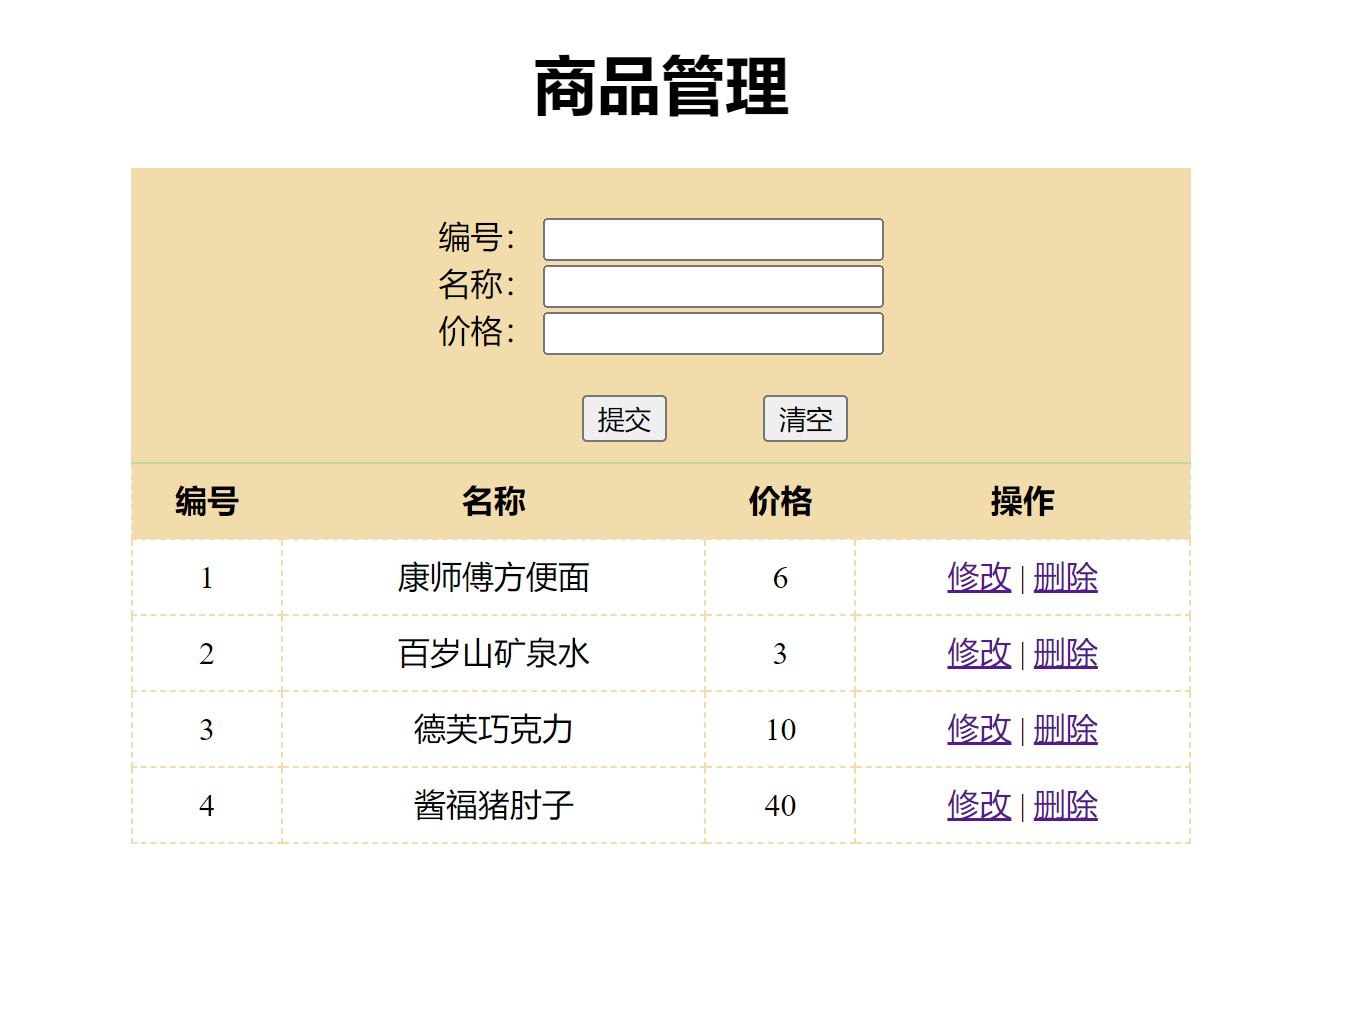 商品管理
编号：
名称：
价格：
提交 清空
编号 名称 价格 操作
1 康师傅方便面 6 修改 | 删除
2 百岁山矿泉水 3 修改 | 删除
3 德芙巧克力 10 修改 | 删除
4 酱福猪肘子 40 修改 | 删除